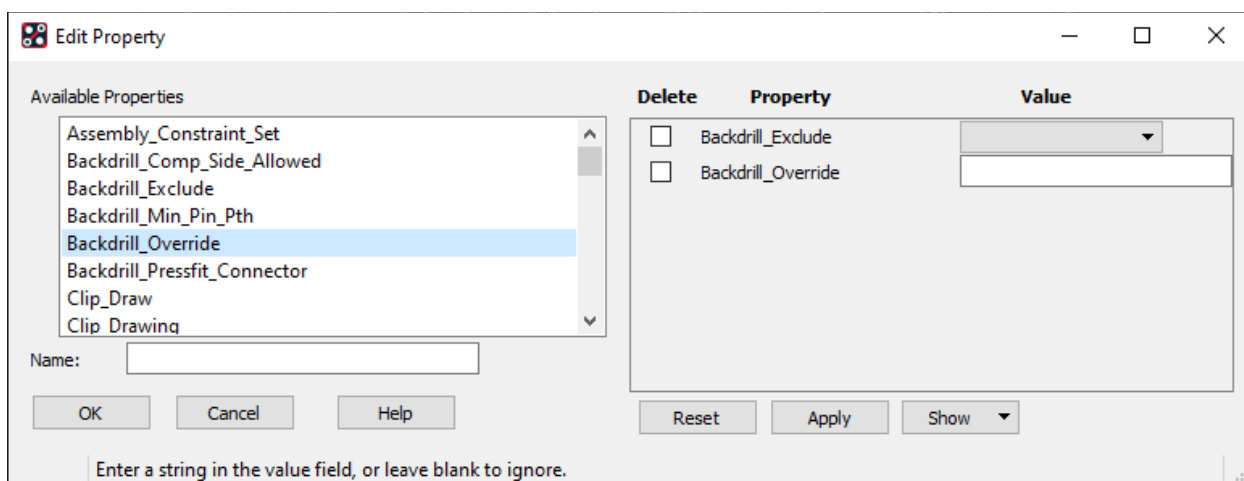 Edit Property
Available Properties
Assembly_Constraint_Set
Backdrill_Comp_Side_Allowed
Backdrill_Exclude
Backdrill_Min_Pin_Pth
Backdrill_Override
Backdrill_Pressfit_Connector
Clip_Draw
Clip_Drawing
Name:
OK Cancel Help
Delete Property Value
Backdrill_Exclude
Backdrill_Override
Reset Apply Show
Enter a string in the value field, or leave blank to ignore.